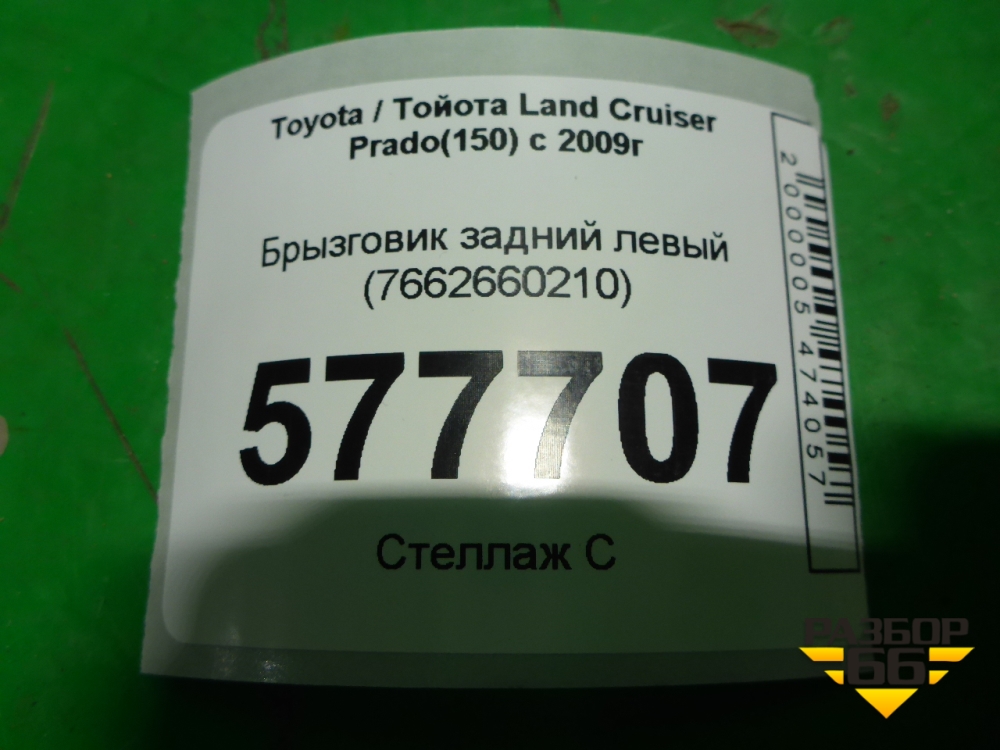 Toyota / Тойота Land Cruiser
Prado(150) с 2009г
Брызговик задний левый
(7662660210)
577707
Стеллаж С
2000005474057
РАЗБОР
66